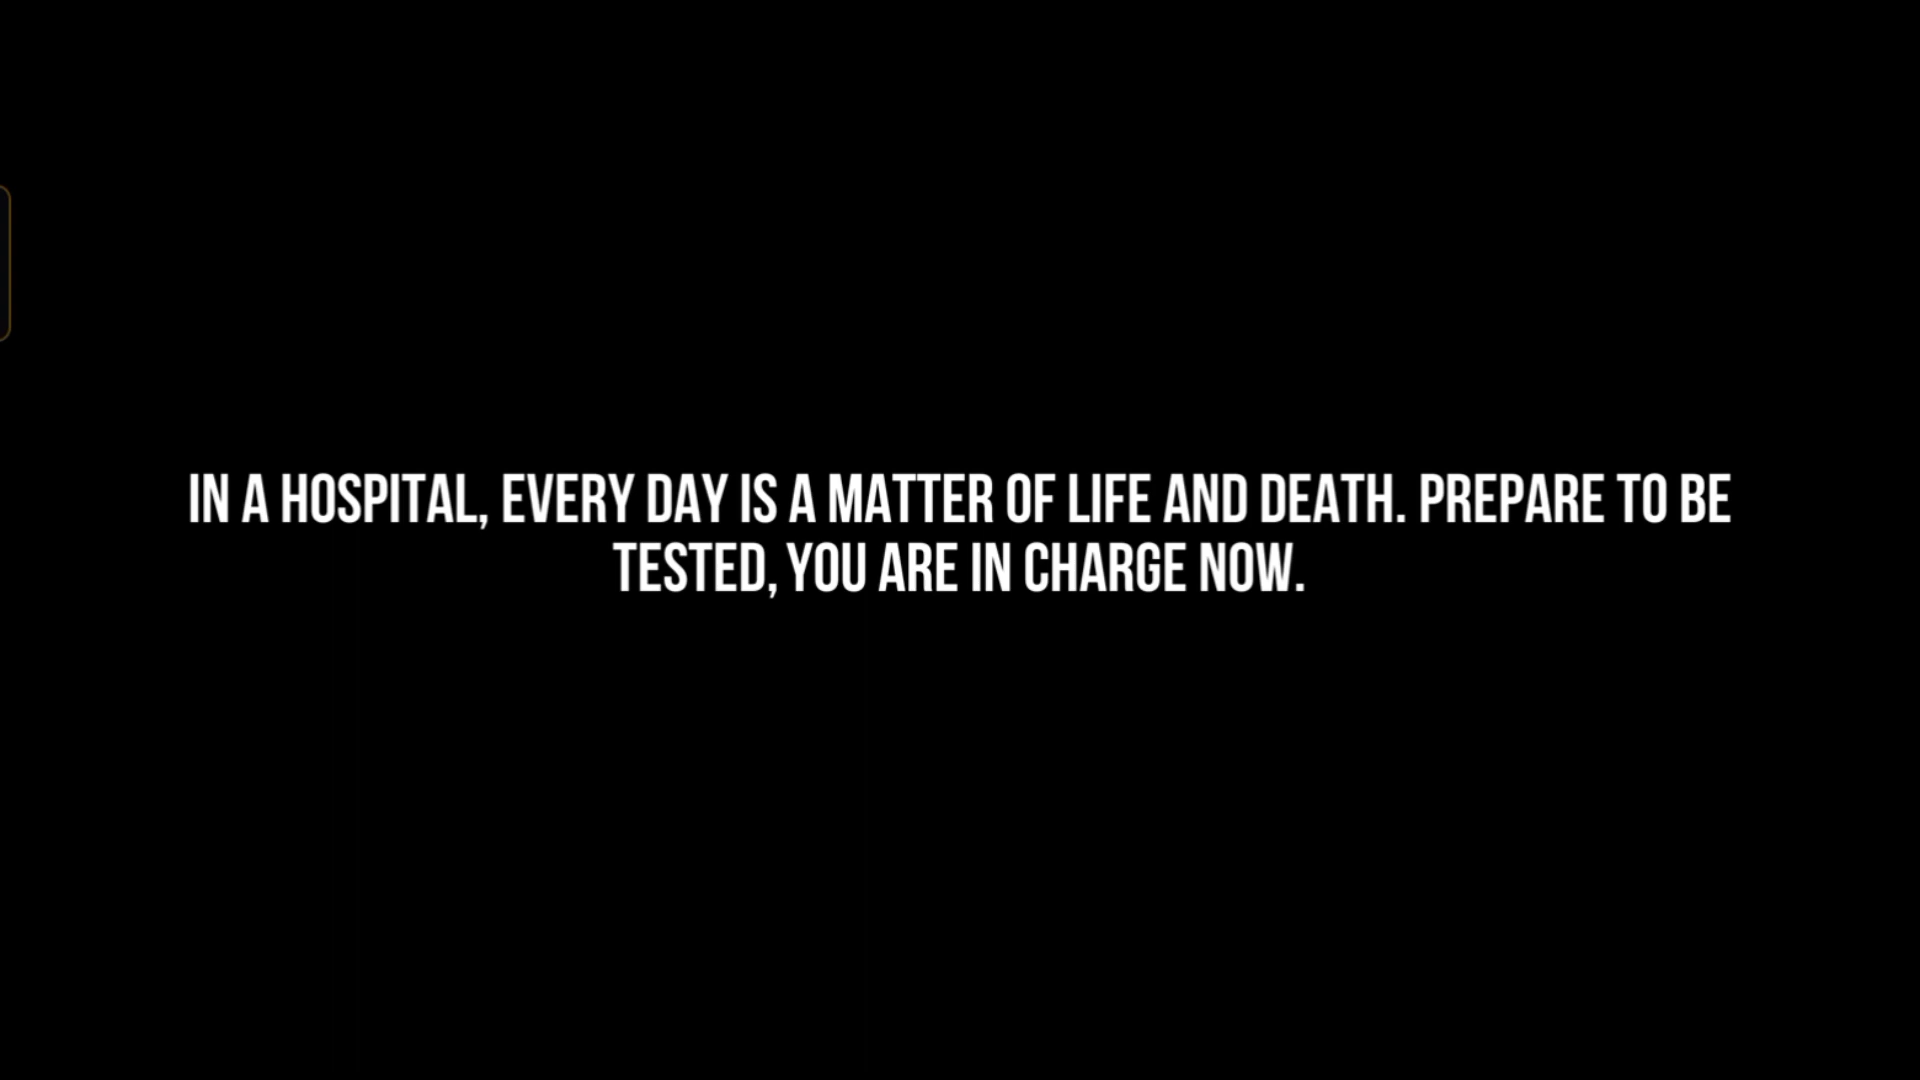 IN A HOSPITAL, EVERY DAY IS A MATTER OF LIFE AND DEATH. PREPARE TO BE
TESTED, YOU ARE IN CHARGE NOW.